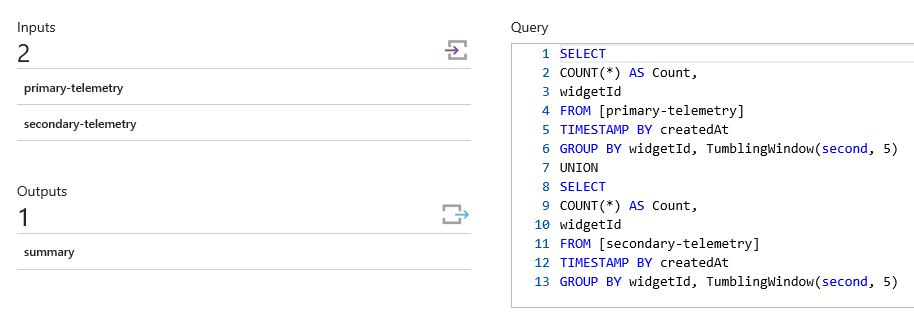 Inputs
2
primary-telemetry
secondary-telemetry
Outputs
1
summary
Query
1 SELECT
2 COUNT(*) AS Count,
3 widgetId
4 FROM [primary-telemetry]
5 TIMESTAMP BY createdAt
6 GROUP BY widgetId, TumblingWindow(second, 5)
7 UNION
8 SELECT
9 COUNT(*) AS Count,
10 widgetId
11 FROM [secondary-telemetry]
12 TIMESTAMP BY createdAt
13 GROUP BY widgetId, TumblingWindow(second, 5)